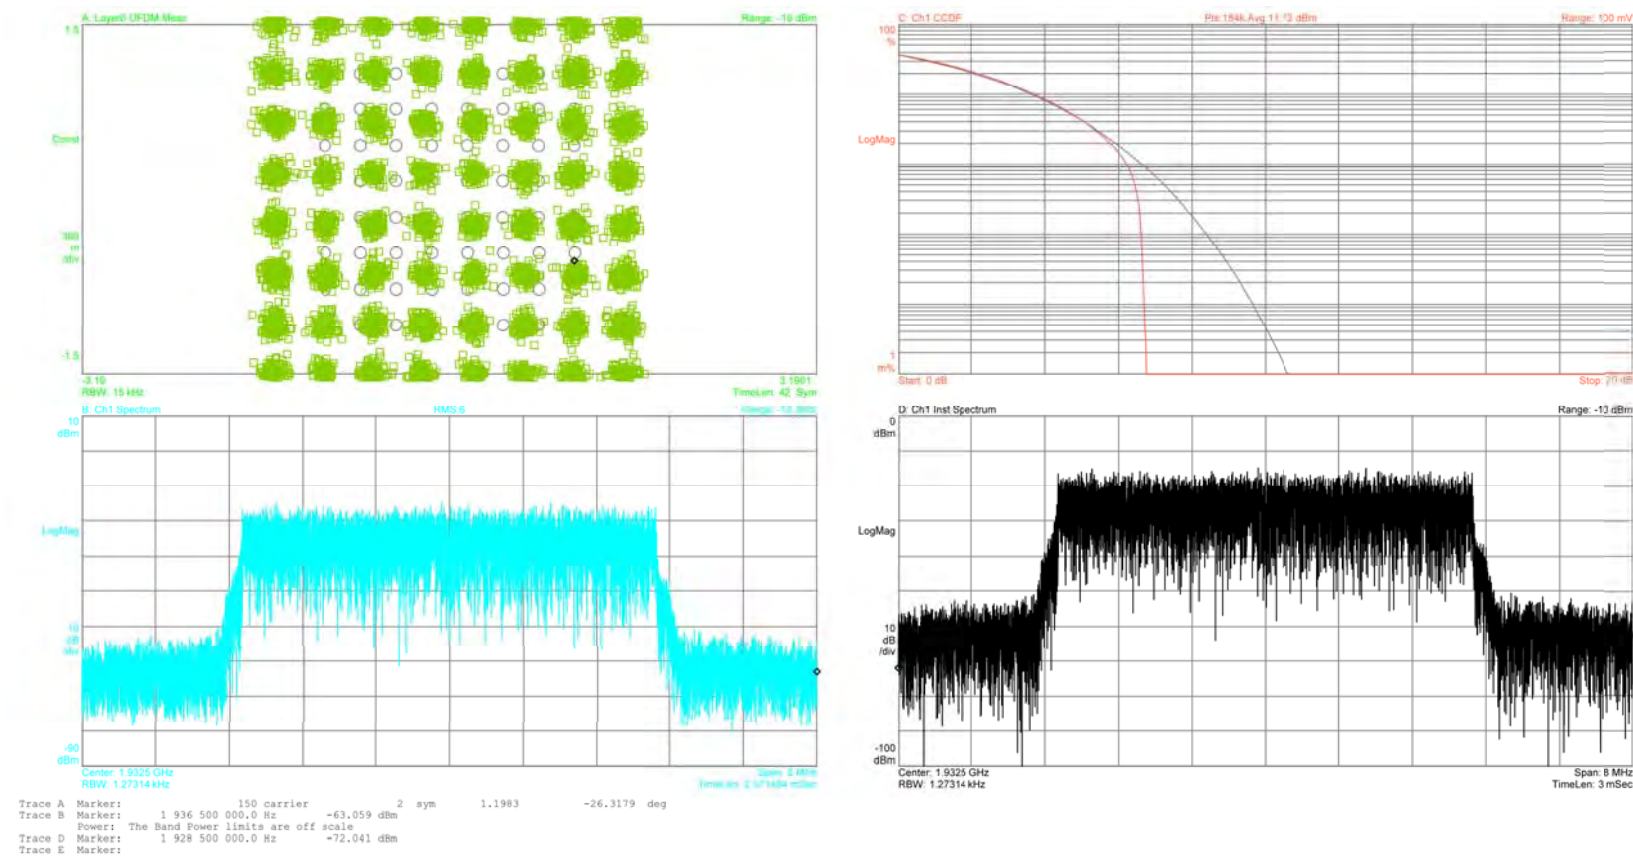 A: Layer0 OFDM Meas
Range: -10 dBm
1.5
Const
300
m
/div
-1.5
-3.19
3.1901
RBW: 15 kHz
TimeLen: 42 Sym
C: Ch1 CCDF
Range: 100 mV
100
%
LogMag
1
m%
Start: 0 dB
Stop: 20 dB
B: Ch1 Spectrum
RMS:6
10
dBm
LogMag
10
dB
/div
-90
dBm
Center: 1.9325 GHz
Span: 8 MHz
RBW: 1.27314 kHz
D: Ch1 Inst Spectrum
Range: -10 dBm
0
dBm
LogMag
10
dB
/div
-100
dBm
Center: 1.9325 GHz
Span: 8 MHz
RBW: 1.27314 kHz
TimeLen: 3 mSec
Trace A Marker: 150 carrier 2 sym 1.1983 -26.3179 deg
Trace B Marker: 1 936 500 000.0 Hz -63.059 dBm
Power: The Band Power limits are off scale
Trace D Marker: 1 928 500 000.0 Hz -72.041 dBm
Trace E Marker: